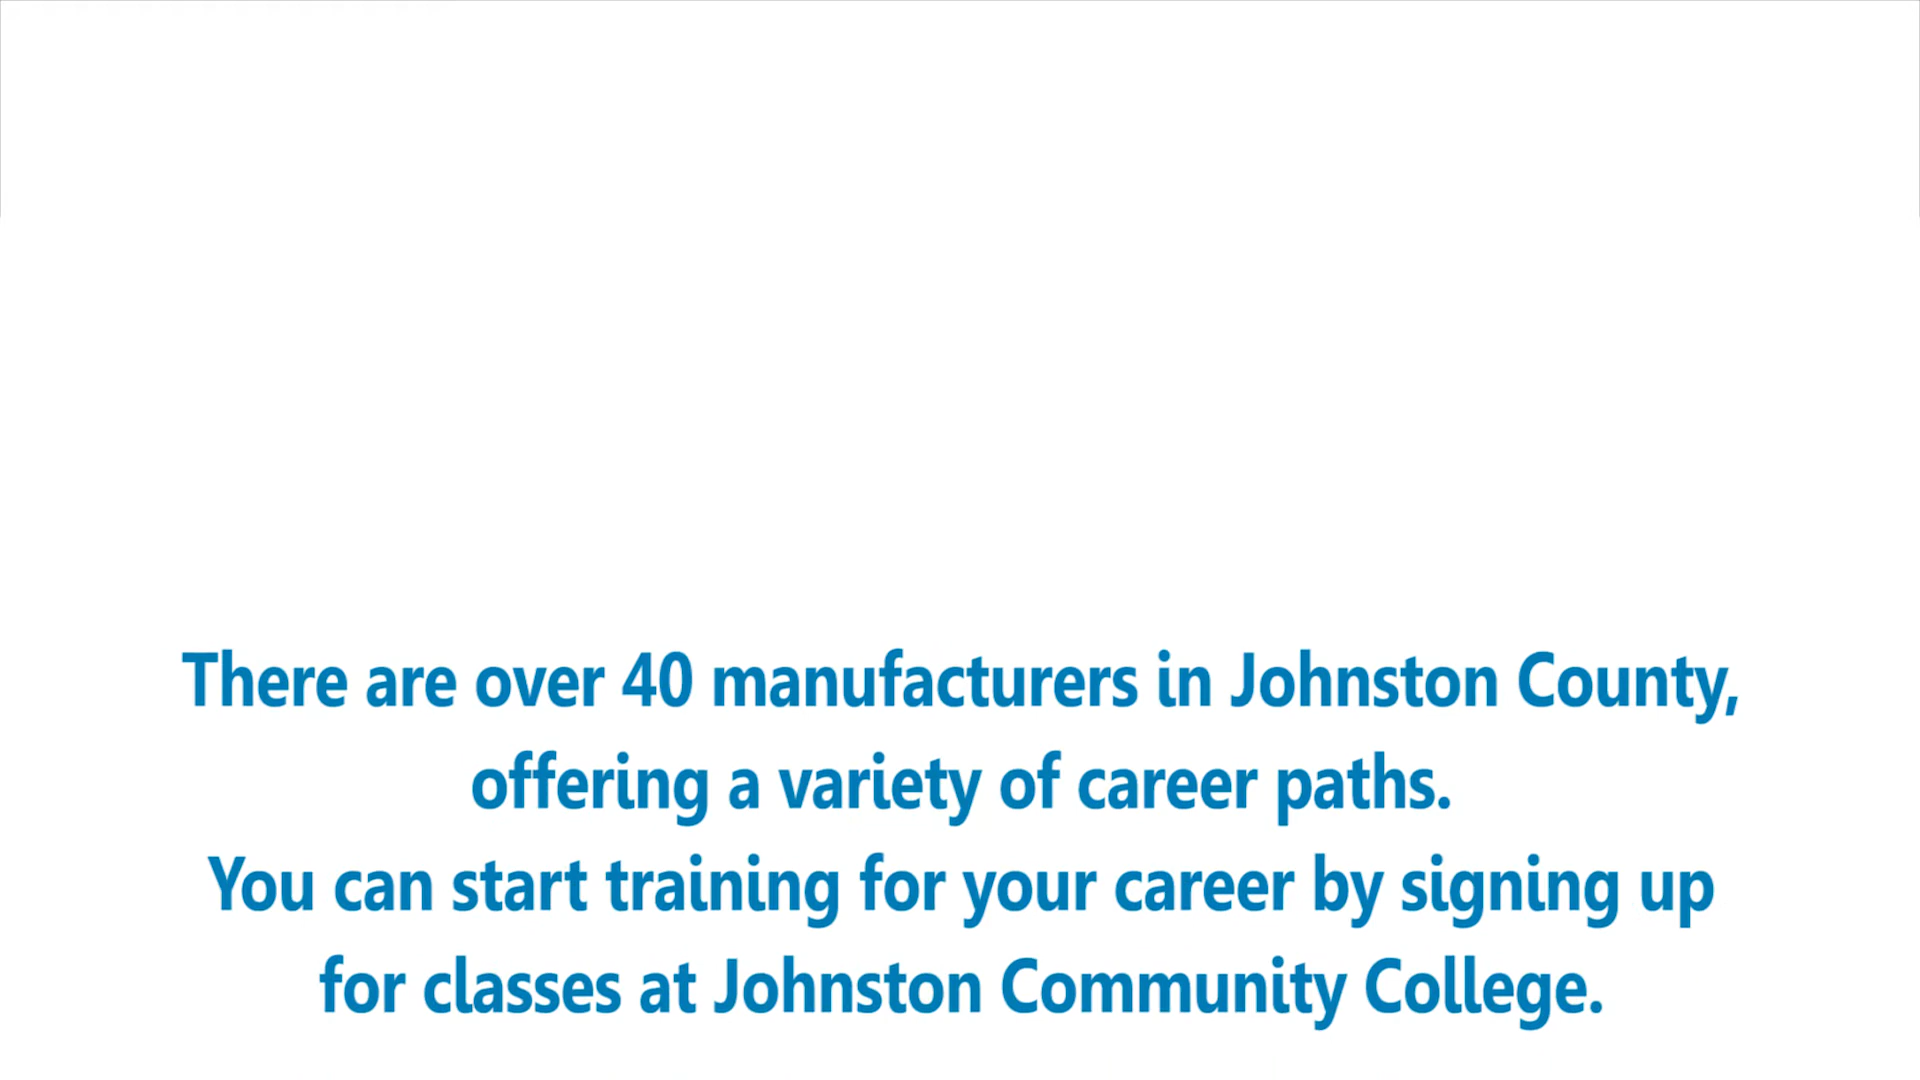 There are over 40 manufacturers in Johnston County,
offering a variety of career paths.
You can start training for your career by signing up
for classes at Johnston Community College.